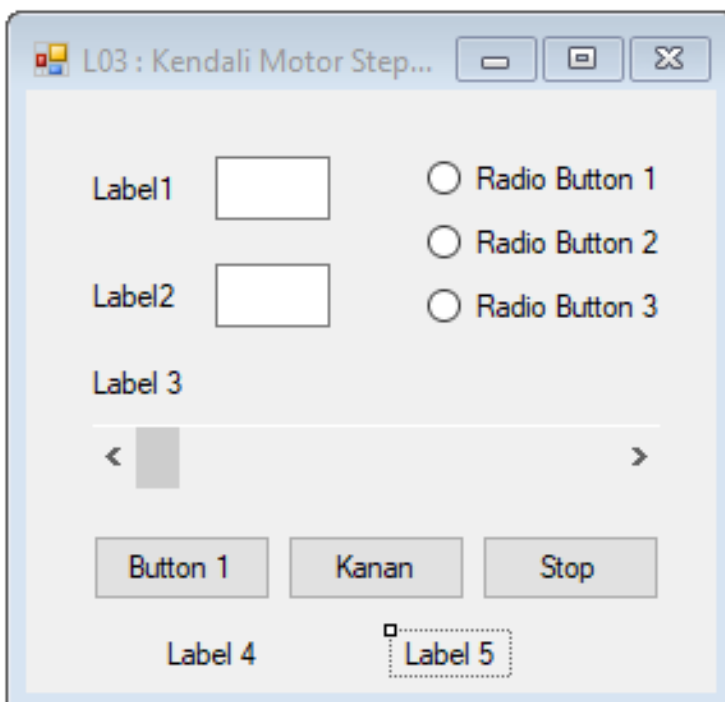 L03 : Kendali Motor Step...
Label1
Radio Button 1
Radio Button 2
Label2
Radio Button 3
Label 3
Button 1 Kanan Stop
Label 4 Label 5